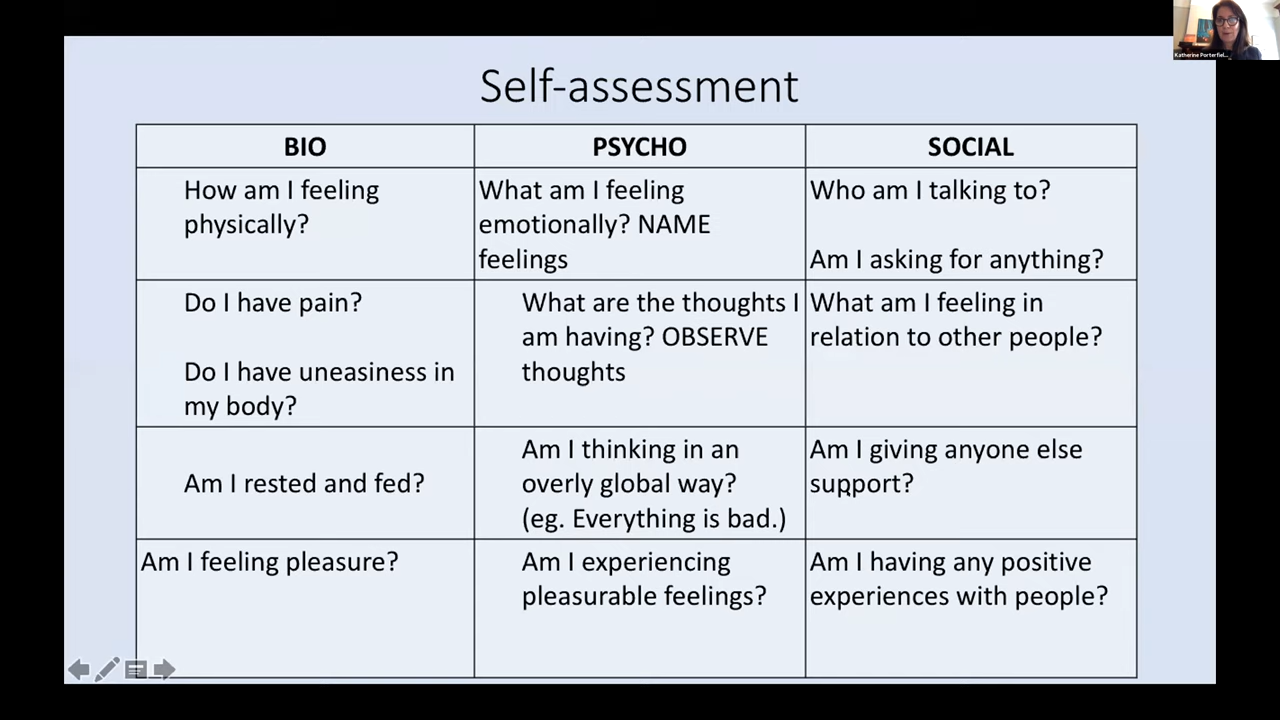 Katherine Porterfiel...
Self-assessment
BIO
PSYCHO
SOCIAL
How am I feeling
physically?
What am I feeling
emotionally? NAME
feelings
Who am I talking to?
Am I asking for anything?
Do I have pain?
Do I have uneasiness in
my body?
What are the thoughts I
am having? OBSERVE
thoughts
What am I feeling in
relation to other people?
Am I rested and fed?
Am I thinking in an
overly global way?
(eg. Everything is bad.)
Am I giving anyone else
support?
Am I feeling pleasure?
Am I experiencing
pleasurable feelings?
Am I having any positive
experiences with people?